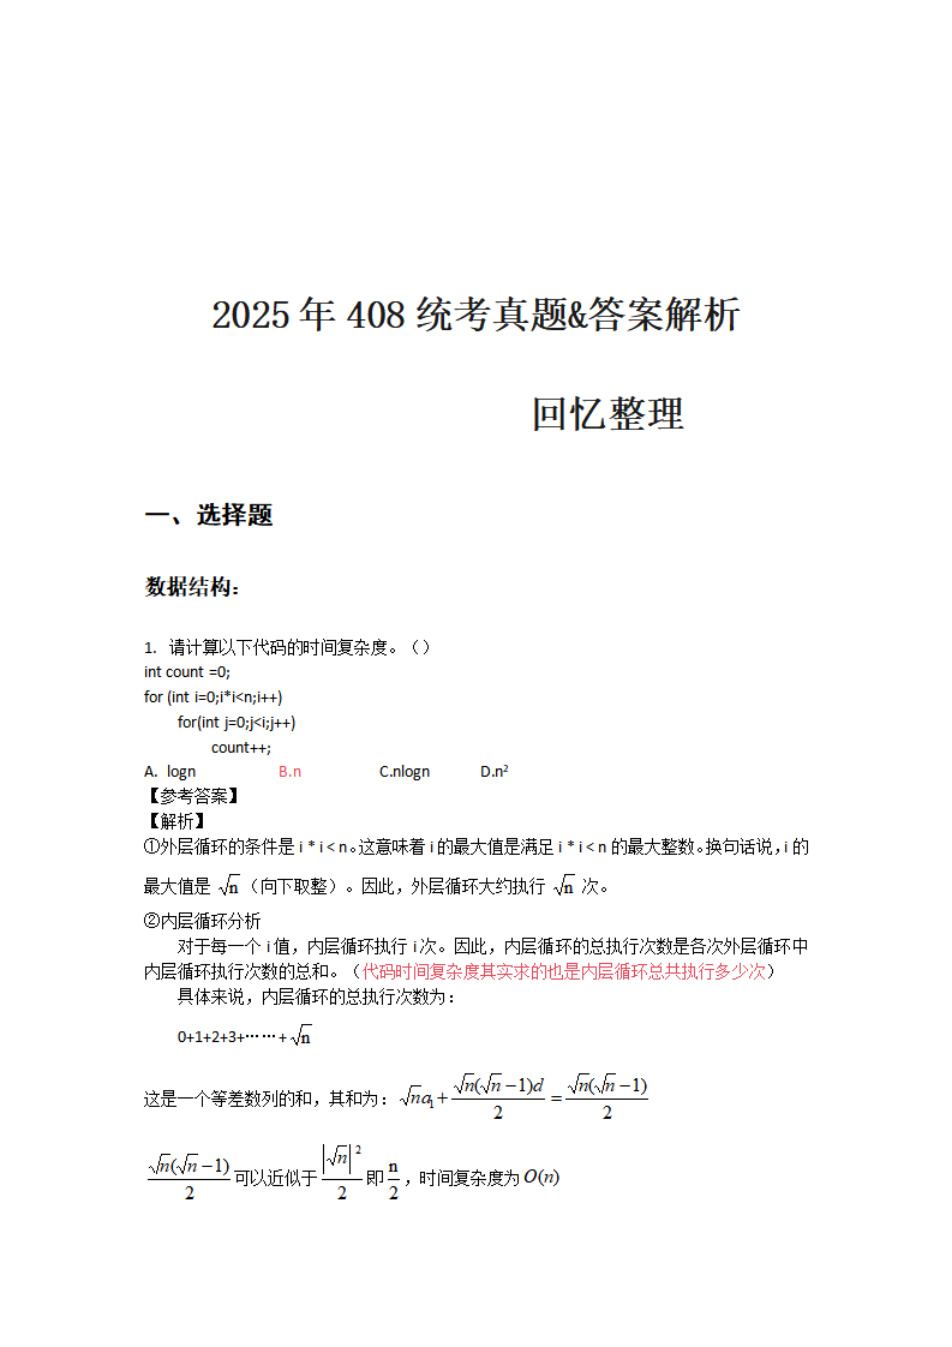 2025年408统考真题&答案解析
回忆整理
一、选择题
数据结构：
1. 请计算以下代码的时间复杂度。（）
int count =0;
for (int i=0;i*i<n;i++)
for(int j=0;j<i;j++)
count++;
A. logn B.n C.nlogn D.n²
【参考答案】
【解析】
①外层循环的条件是 i * i < n。这意味着 i 的最大值是满足 i * i < n 的最大整数。换句话说，i 的
最大值是 √n（向下取整）。因此，外层循环大约执行 √n 次。
②内层循环分析
对于每一个 i 值，内层循环执行 i 次。因此，内层循环的总执行次数是各次外层循环中
内层循环执行次数的总和。（代码时间复杂度其实求的也是内层循环总共执行多少次）
具体来说，内层循环的总执行次数为：
0+1+2+3+……+√n
这是一个等差数列的和，其和为：√n a₁ + √n(√n −1)d / 2 = √n(√n −1) / 2
√n(√n −1) / 2 可以近似于 |√n|² / 2 即 n / 2，时间复杂度为 O(n)